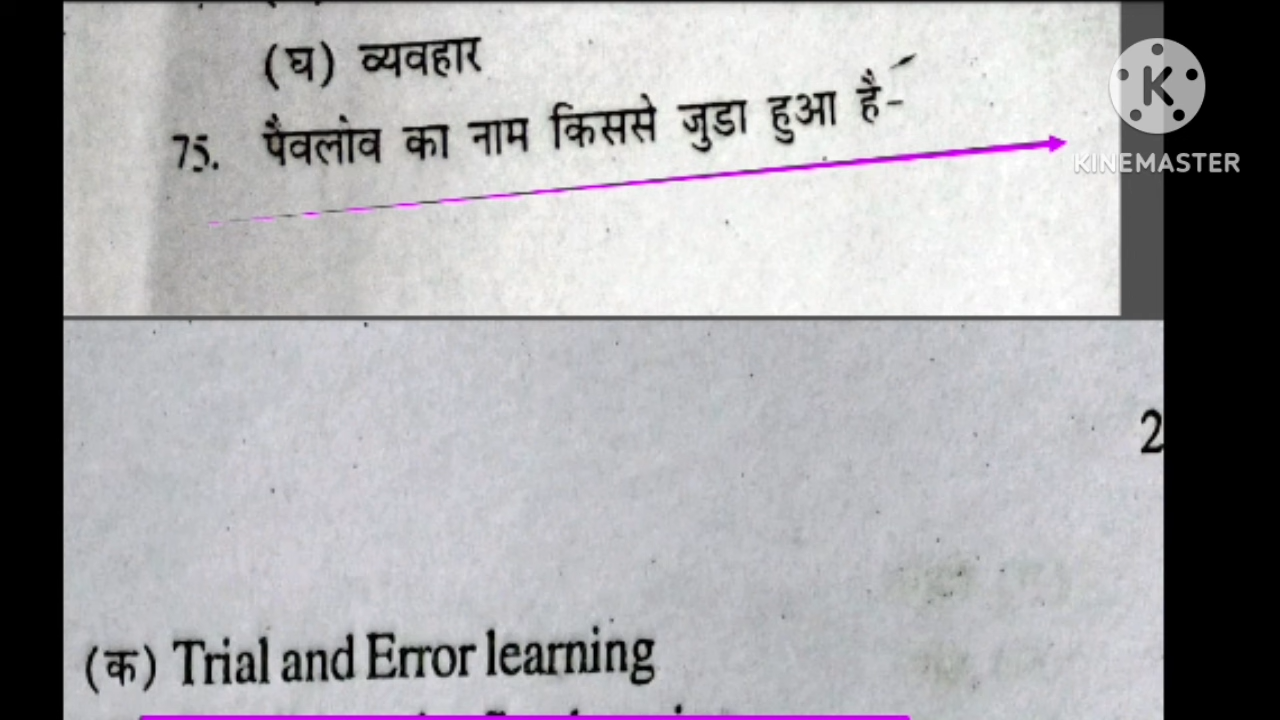 (घ) व्यवहार
75. पैवलोव का नाम किससे जुडा हुआ है-
K
KINEMASTER
2
(क) Trial and Error learning